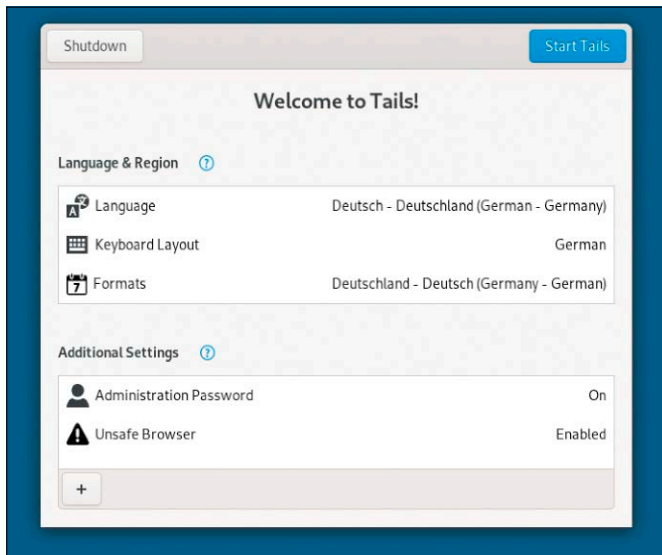 Shutdown Start Tails
Welcome to Tails!
Language & Region ?
Language Deutsch - Deutschland (German - Germany)
Keyboard Layout German
7 Formats Deutschland - Deutsch (Germany - German)
Additional Settings ?
Administration Password On
Unsafe Browser Enabled
+